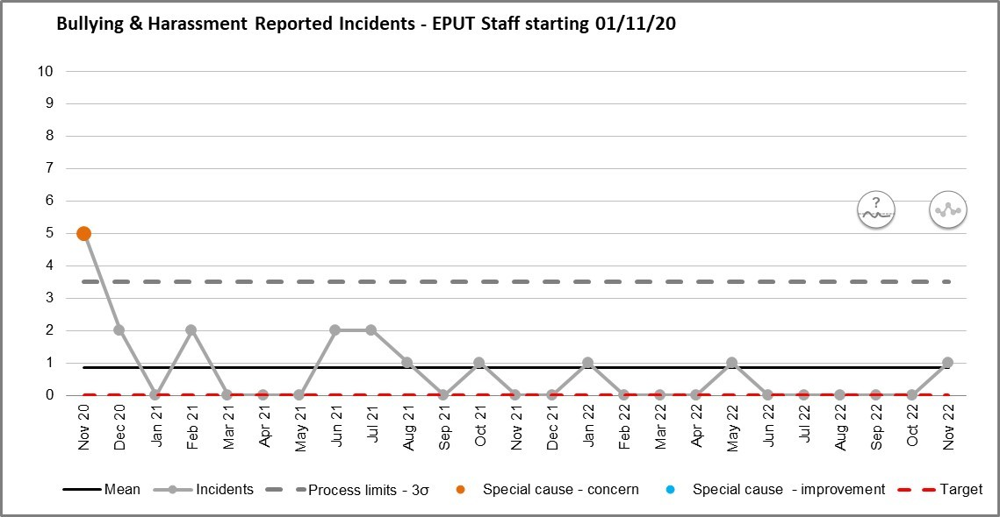 Bullying & Harassment Reported Incidents - EPUT Staff starting 01/11/20
10
9
8
7
6
5
4
3
2
1
0
?
Nov 20
Dec 20
Jan 21
Feb 21
Mar 21
Apr 21
May 21
Jun 21
Jul 21
Aug 21
Sep 21
Oct 21
Nov 21
Dec 21
Jan 22
Feb 22
Mar 22
Apr 22
May 22
Jun 22
Jul 22
Aug 22
Sep 22
Oct 22
Nov 22
Mean Incidents Process limits - 3σ Special cause - concern Special cause - improvement Target